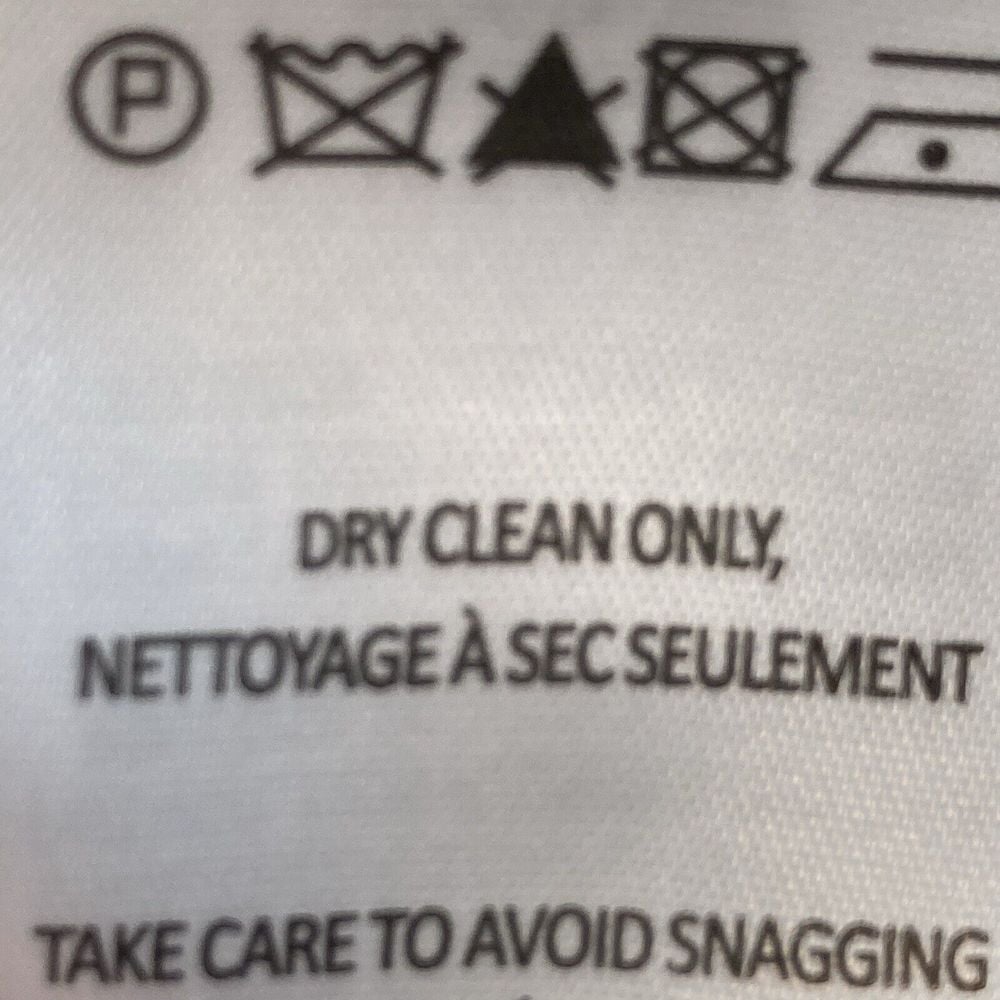 P
DRY CLEAN ONLY,
NETTOYAGE À SEC SEULEMENT
TAKE CARE TO AVOID SNAGGING